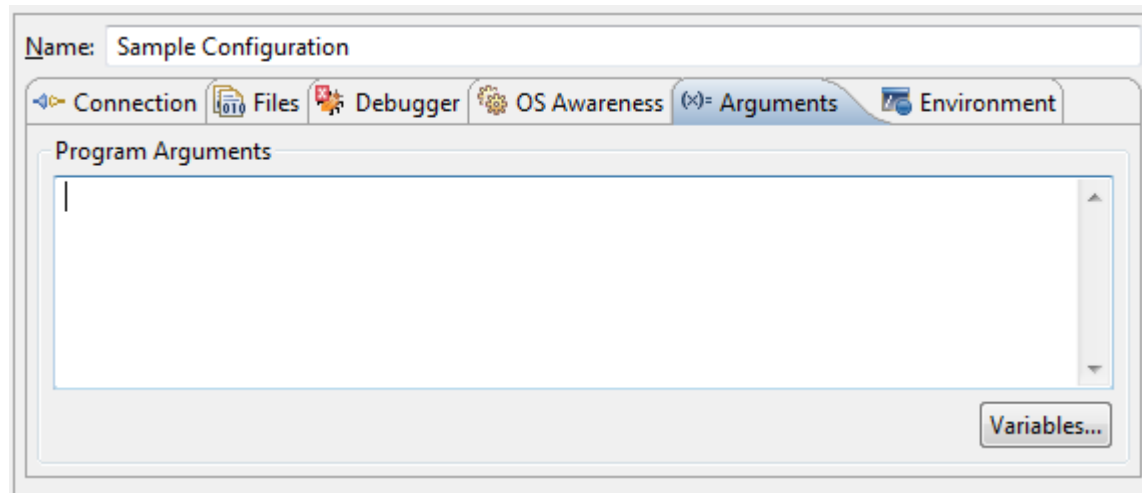 Name: Sample Configuration
Connection Files Debugger OS Awareness (x)= Arguments Environment
Program Arguments
Variables...